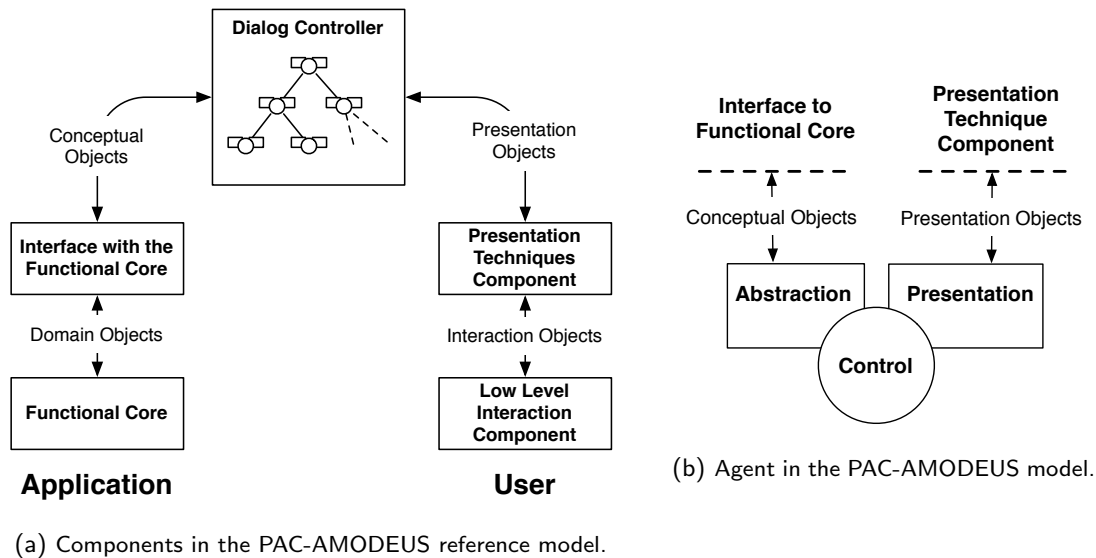 Dialog Controller
Conceptual
Objects
Presentation
Objects
Interface with the
Functional Core
Presentation
Techniques
Component
Domain Objects
Interaction Objects
Functional Core
Low Level
Interaction
Component
Application
User
(a) Components in the PAC-AMODEUS reference model.
Interface to
Functional Core
Presentation
Technique
Component
Conceptual Objects
Presentation Objects
Abstraction
Presentation
Control
(b) Agent in the PAC-AMODEUS model.